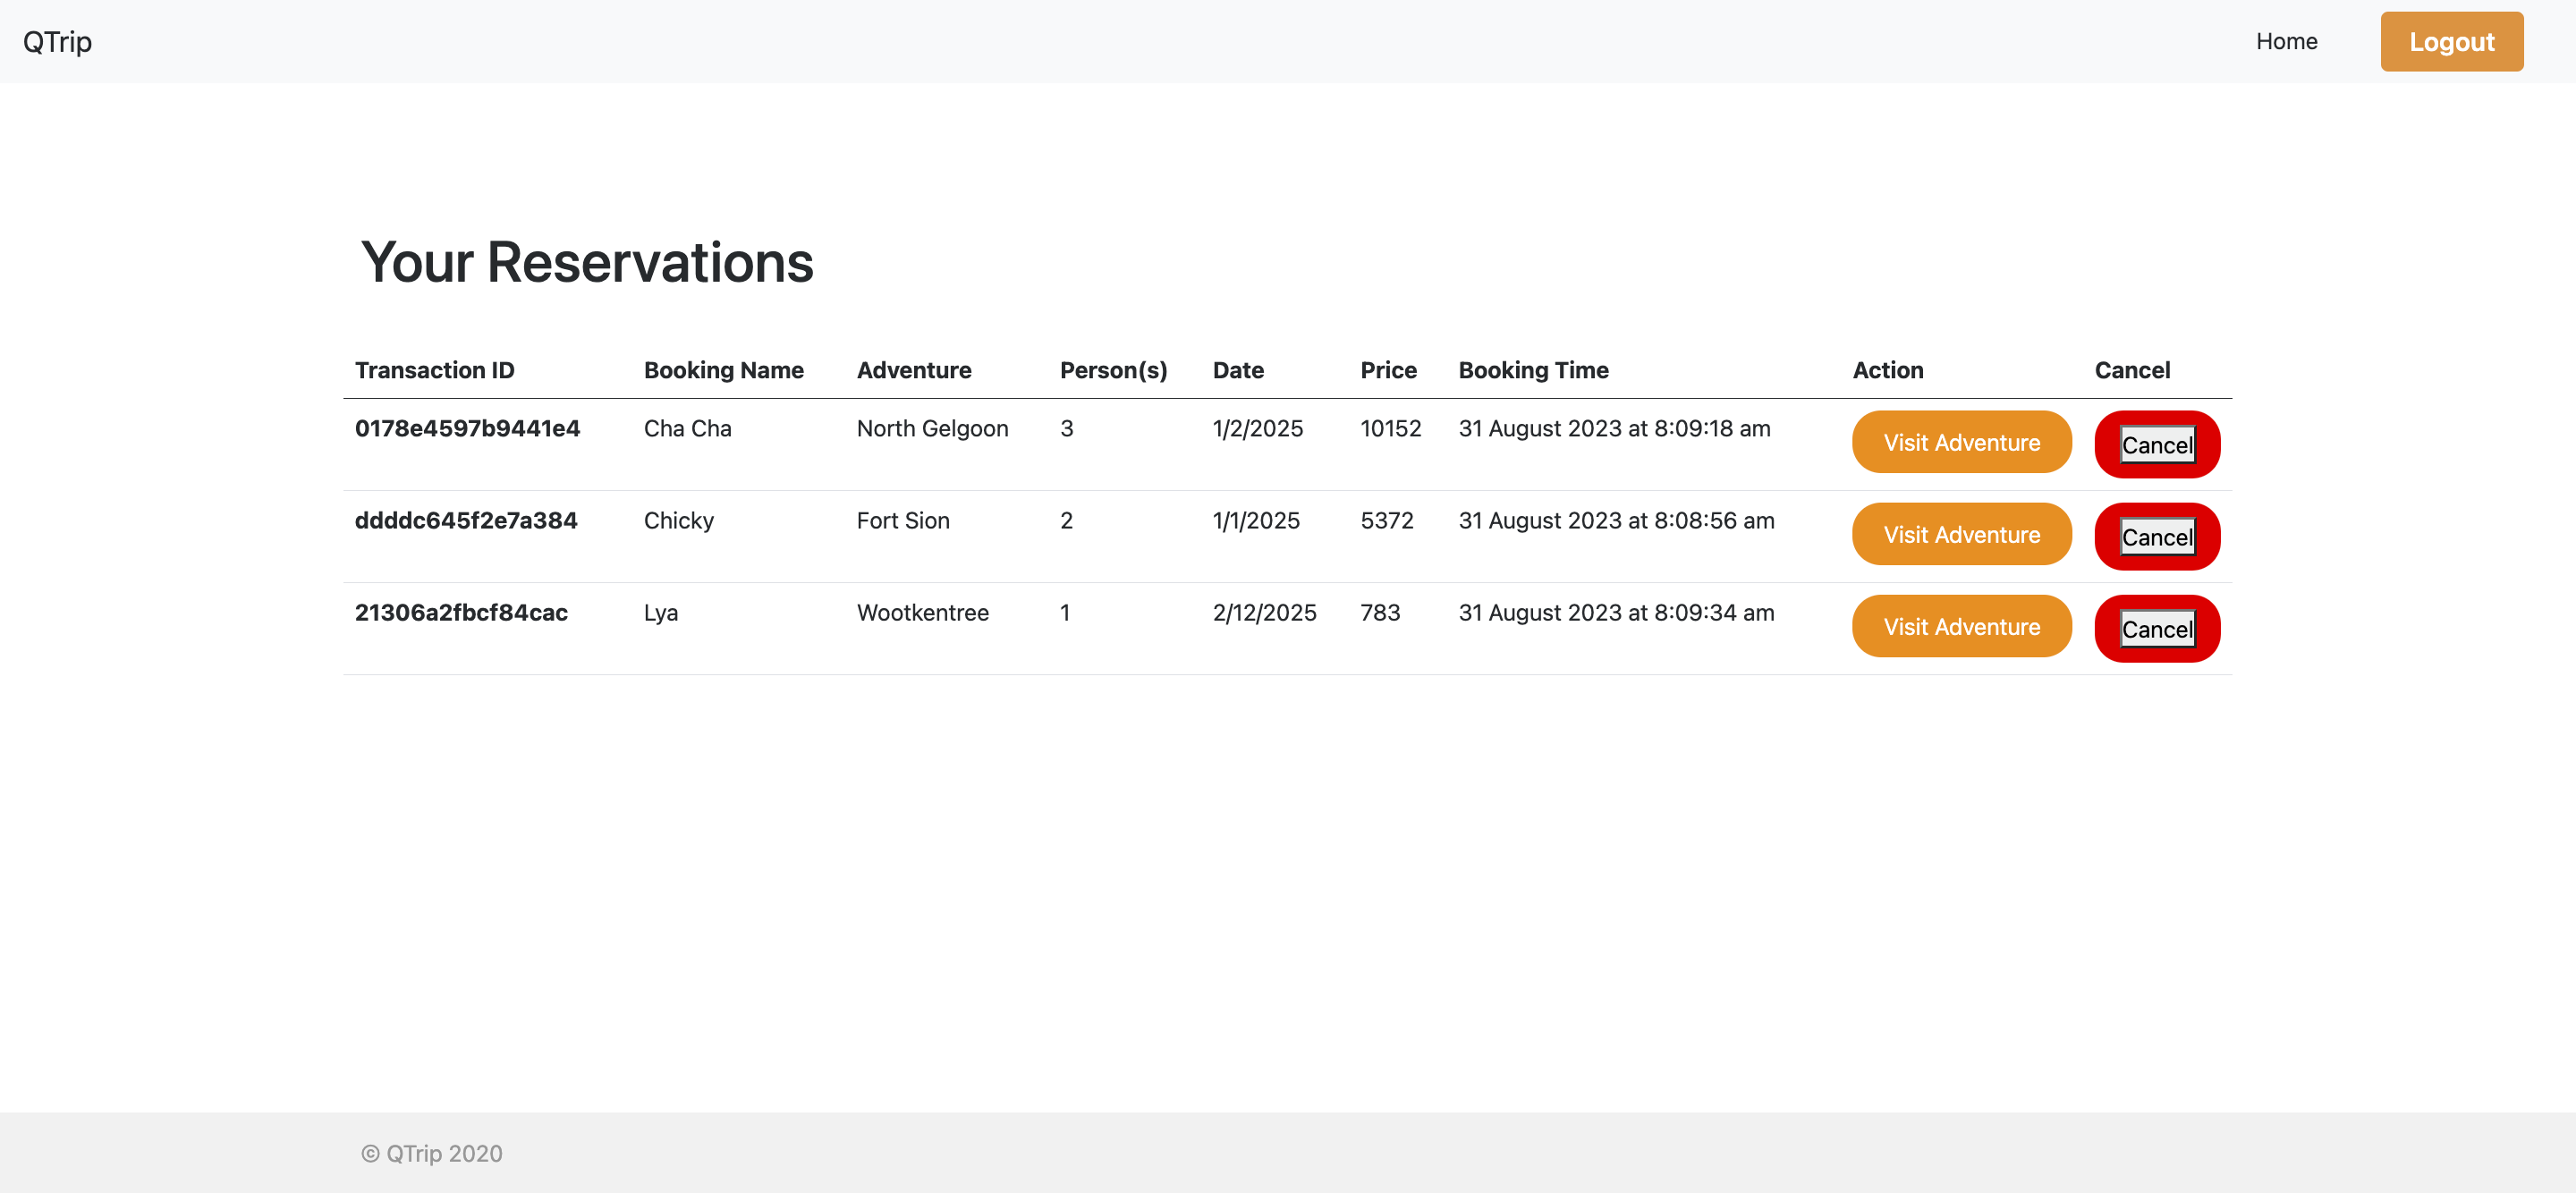 QTrip Home Logout
Your Reservations
Transaction ID Booking Name Adventure Person(s) Date Price Booking Time Action Cancel
0178e4597b9441e4 Cha Cha North Gelgoon 3 1/2/2025 10152 31 August 2023 at 8:09:18 am Visit Adventure Cancel
ddddc645f2e7a384 Chicky Fort Sion 2 1/1/2025 5372 31 August 2023 at 8:08:56 am Visit Adventure Cancel
21306a2fbcf84cac Lya Wootkentree 1 2/12/2025 783 31 August 2023 at 8:09:34 am Visit Adventure Cancel
© QTrip 2020